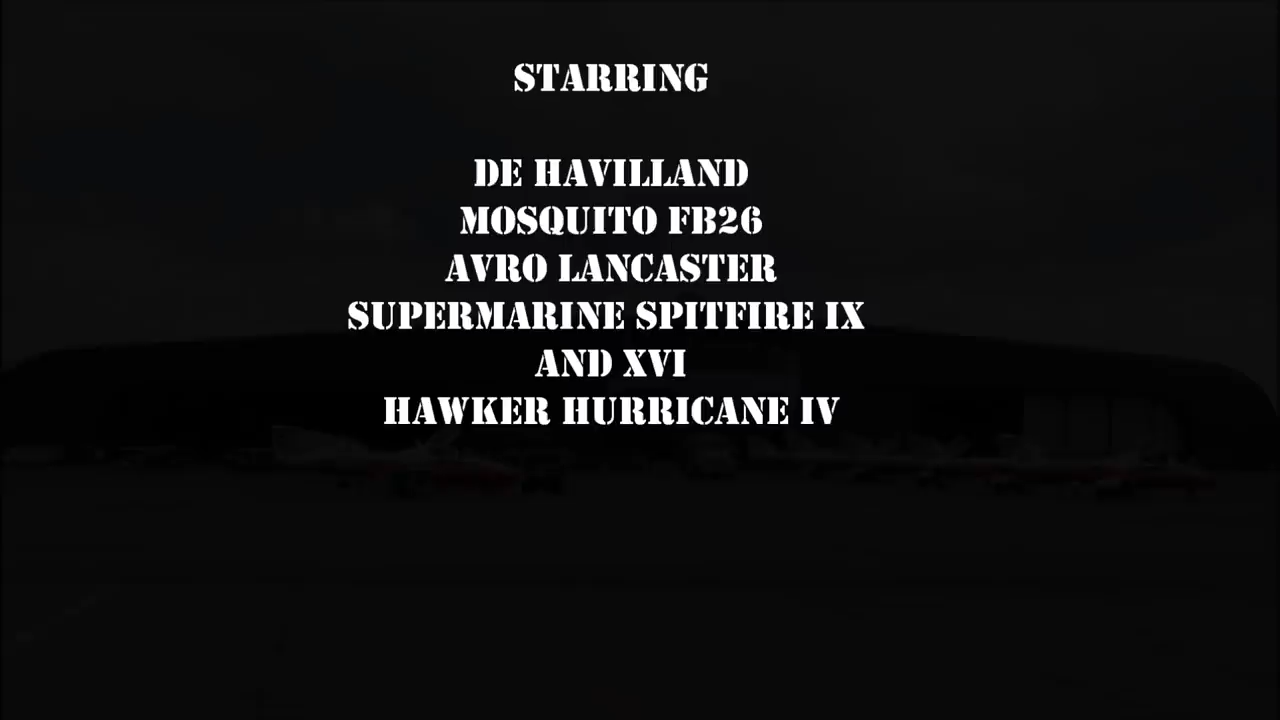 STARRING
DE HAVILLAND
MOSQUITO FB26
AVRO LANCASTER
SUPERMARINE SPITFIRE IX
AND XVI
HAWKER HURRICANE IV